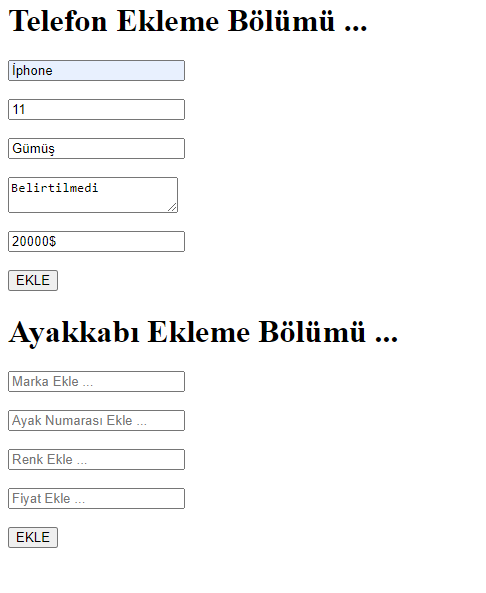 Telefon Ekleme Bölümü ...
İphone
11
Gümüş
Belirtilmedi
20000$
EKLE
Ayakkabı Ekleme Bölümü ...
Marka Ekle ...
Ayak Numarası Ekle ...
Renk Ekle ...
Fiyat Ekle ...
EKLE